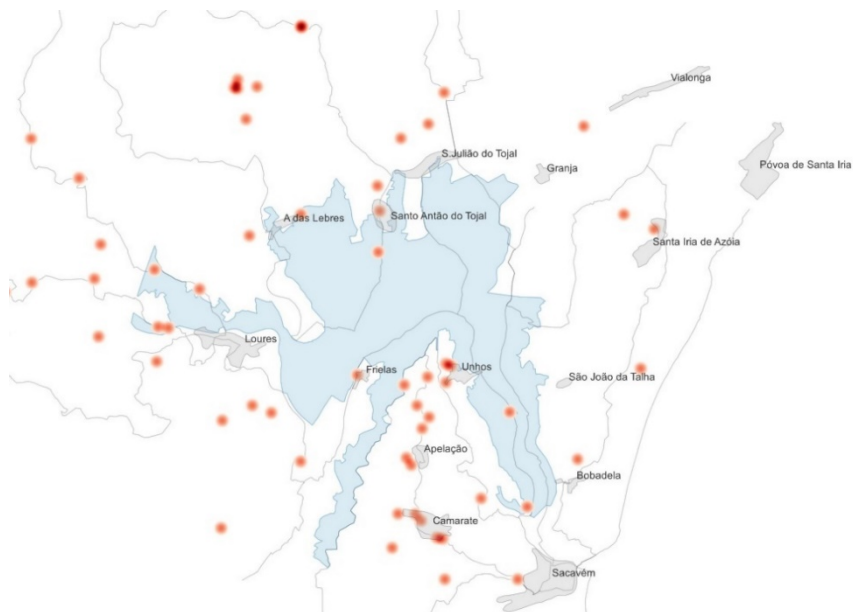 Vialonga
S.Julião do Tojal
Granja
Póvoa de Santa Iria
A das Lebres
Santo Antão do Tojal
Santa Iria de Azóia
Loures
Frielas
Unhos
São João da Talha
Apelação
Bobadela
Camarate
Sacavém